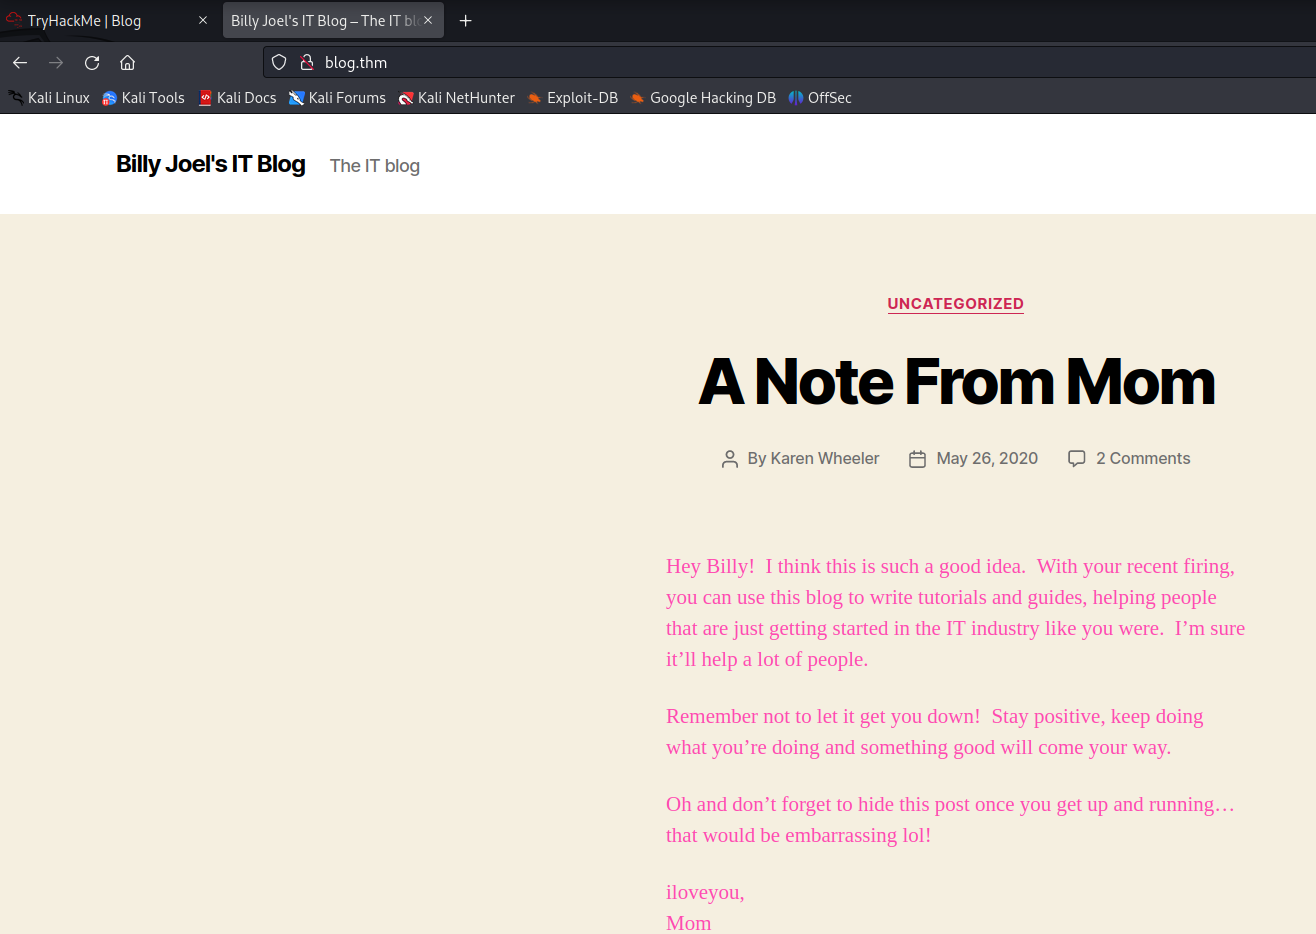 TryHackMe | Blog
Billy Joel's IT Blog – The IT blo
blog.thm
Kali Linux Kali Tools Kali Docs Kali Forums Kali NetHunter Exploit-DB Google Hacking DB OffSec
Billy Joel's IT Blog The IT blog
UNCATEGORIZED
A Note From Mom
By Karen Wheeler May 26, 2020 2 Comments
Hey Billy!  I think this is such a good idea.  With your recent firing,
you can use this blog to write tutorials and guides, helping people
that are just getting started in the IT industry like you were.  I’m sure
it’ll help a lot of people.
Remember not to let it get you down!  Stay positive, keep doing
what you’re doing and something good will come your way.
Oh and don’t forget to hide this post once you get up and running…
that would be embarrassing lol!
iloveyou,
Mom